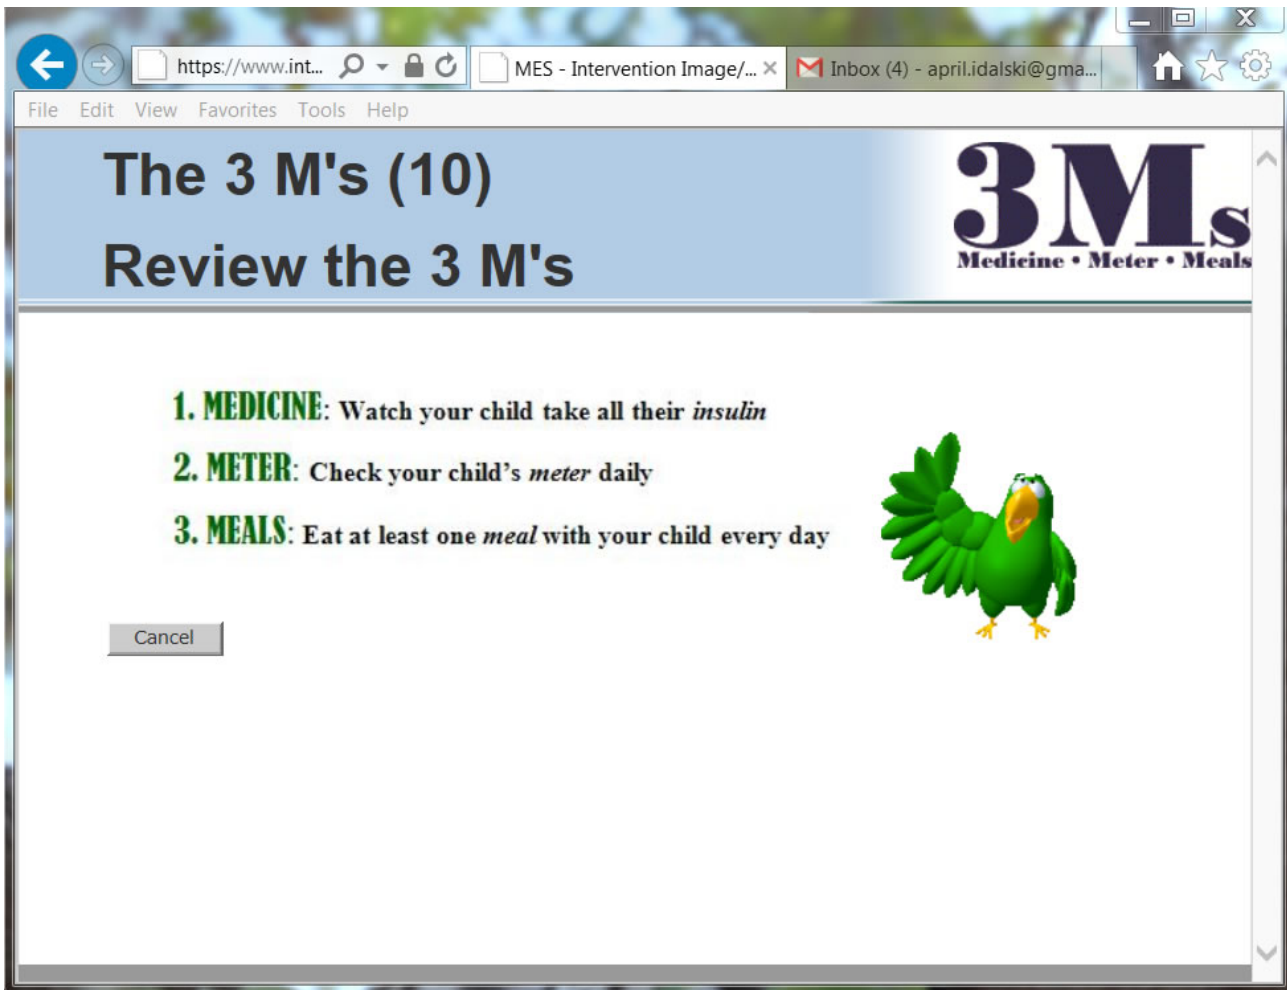 https://www.int...
MES - Intervention Image/...
Inbox (4) - april.idalski@gma...
File Edit View Favorites Tools Help
The 3 M's (10)
Review the 3 M's
3Ms
Medicine • Meter • Meals
1. MEDICINE: Watch your child take all their insulin
2. METER: Check your child’s meter daily
3. MEALS: Eat at least one meal with your child every day
Cancel